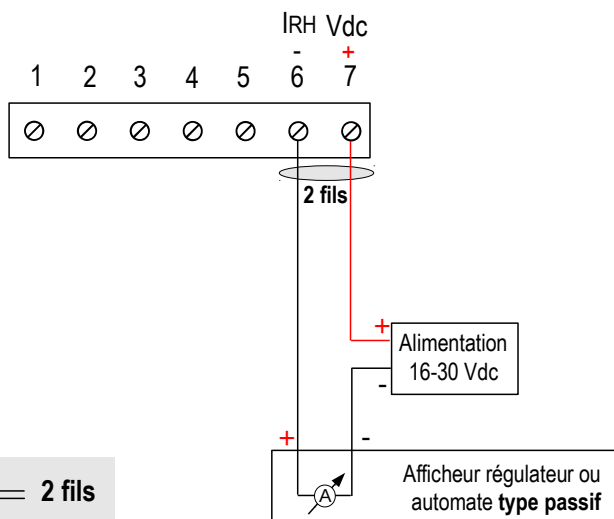 IRH Vdc
- +
1 2 3 4 5 6 7
2 fils
+
Alimentation
16-30 Vdc
-
+ -
A
Afficheur régulateur ou
automate type passif
2 fils